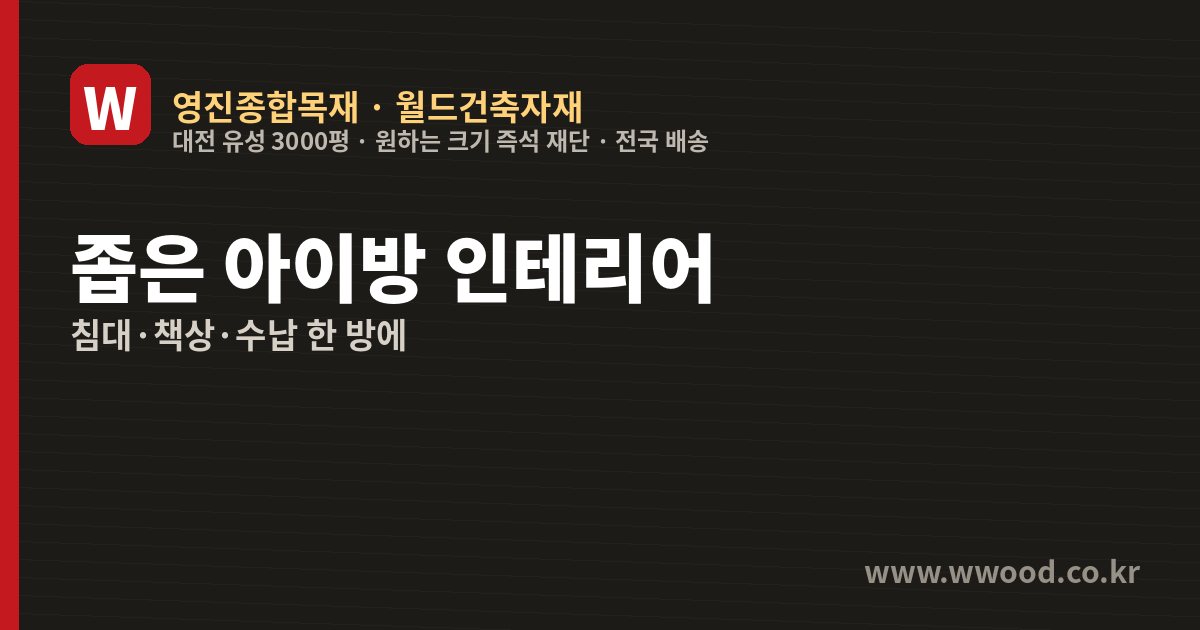 W
영진종합목재 · 월드건축자재
대전 유성 3000평 · 원하는 크기 즉석 재단 · 전국 배송
좁은 아이방 인테리어
침대·책상·수납 한 방에
www.wwood.co.kr